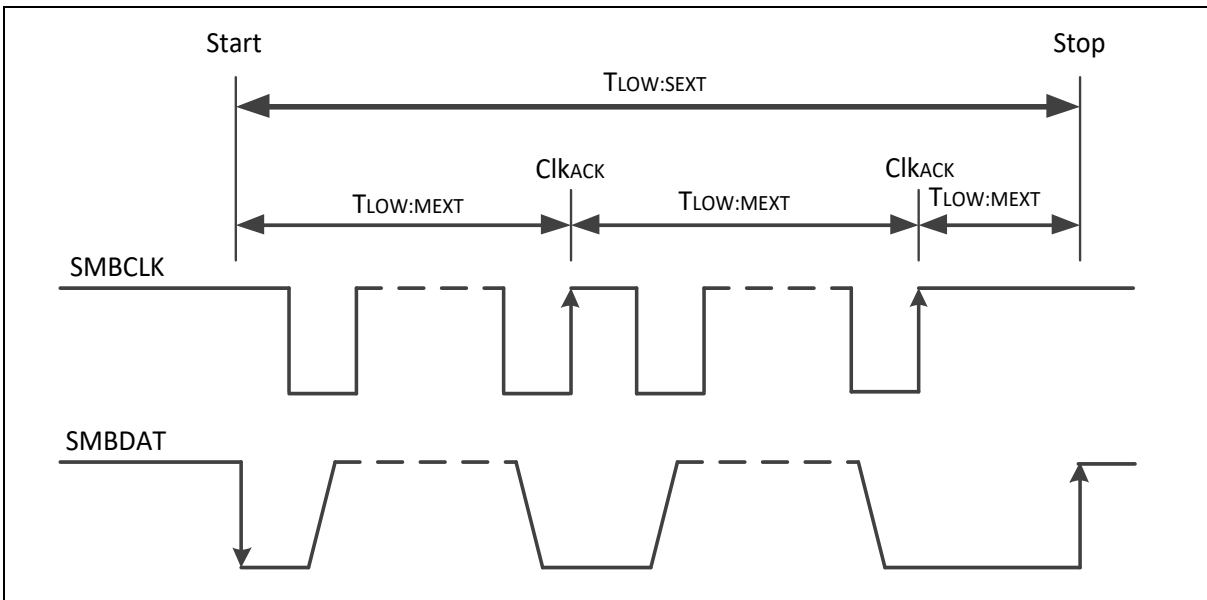 Start
Stop
TLOW:SEXT
ClkACK
ClkACK
TLOW:MEXT
TLOW:MEXT
TLOW:MEXT
SMBCLK
SMBDAT